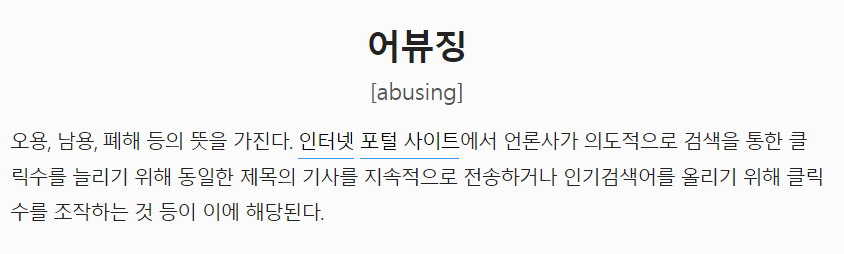 어뷰징
[abusing]
오용, 남용, 폐해 등의 뜻을 가진다. 인터넷 포털 사이트에서 언론사가 의도적으로 검색을 통한 클
릭수를 늘리기 위해 동일한 제목의 기사를 지속적으로 전송하거나 인기검색어를 올리기 위해 클릭
수를 조작하는 것 등이 이에 해당된다.